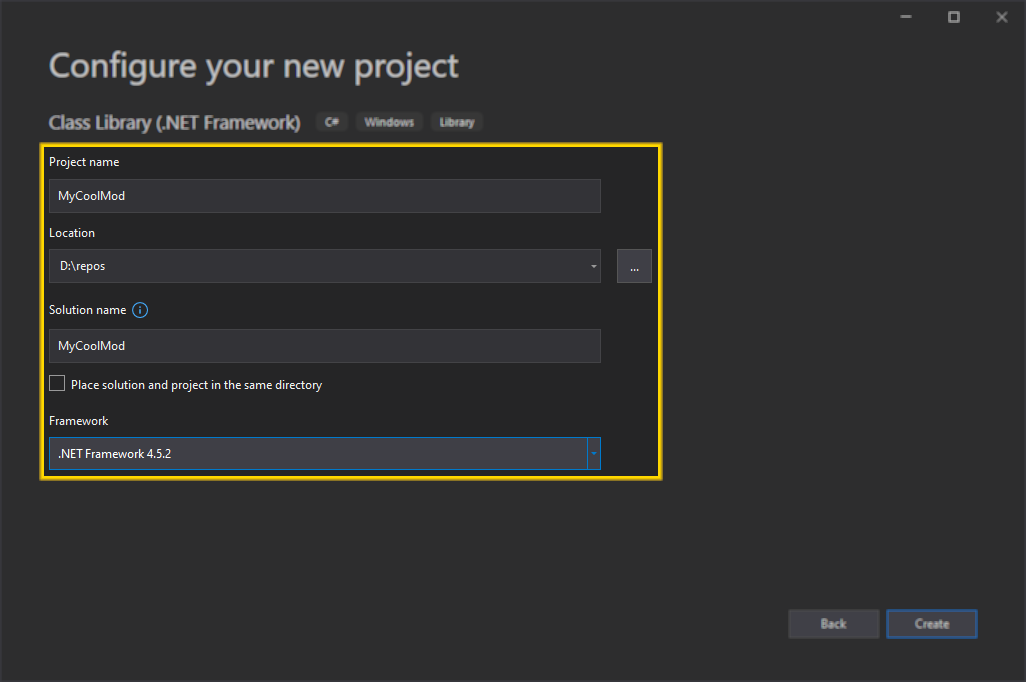 Configure your new project
Class Library (.NET Framework) C# Windows Library
Project name
MyCoolMod
Location
D:\repos
...
Solution name
MyCoolMod
Place solution and project in the same directory
Framework
.NET Framework 4.5.2
Back Create